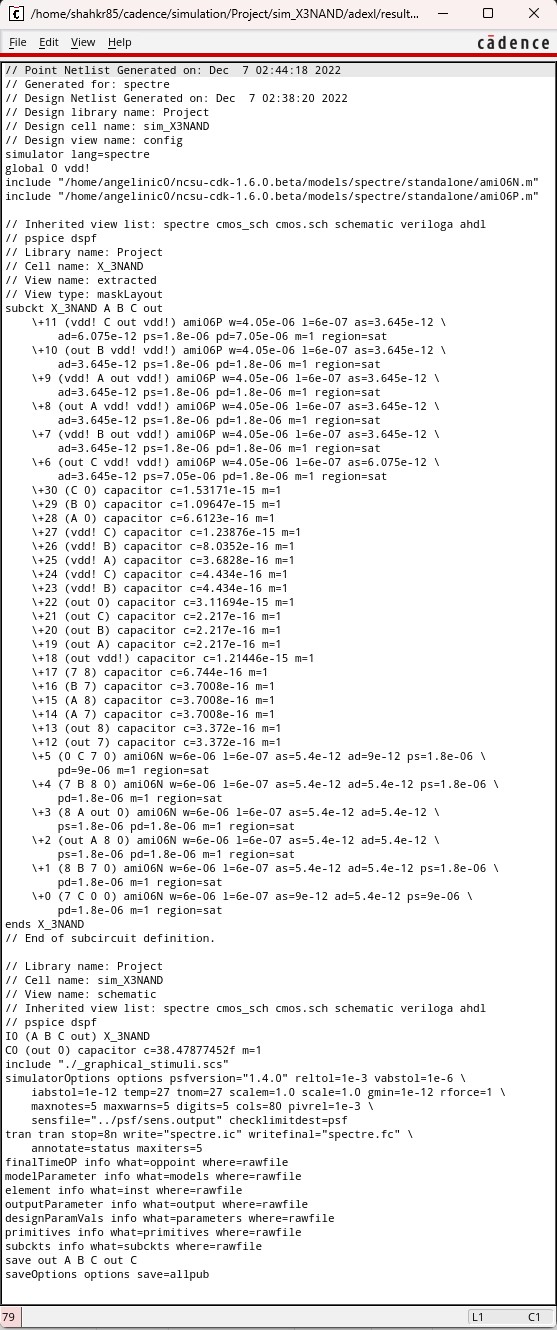 /home/shahkr85/cadence/simulation/Project/sim_X3NAND/adexl/result...
File Edit View Help
cādence
// Point Netlist Generated on: Dec  7 02:44:18 2022
// Generated for: spectre
// Design Netlist Generated on: Dec  7 02:38:20 2022
// Design library name: Project
// Design cell name: sim_X3NAND
// Design view name: config
simulator lang=spectre
global 0 vdd!
include "/home/angelinic0/ncsu-cdk-1.6.0.beta/models/spectre/standalone/ami06N.m"
include "/home/angelinic0/ncsu-cdk-1.6.0.beta/models/spectre/standalone/ami06P.m"

// Inherited view list: spectre cmos_sch cmos.sch schematic veriloga ahdl
// pspice dspf
// Library name: Project
// Cell name: X_3NAND
// View name: extracted
// View type: maskLayout
subckt X_3NAND A B C out
    \+11 (vdd! C out vdd!) ami06P w=4.05e-06 l=6e-07 as=3.645e-12 \
        ad=6.075e-12 ps=1.8e-06 pd=7.05e-06 m=1 region=sat
    \+10 (out B vdd! vdd!) ami06P w=4.05e-06 l=6e-07 as=3.645e-12 \
        ad=3.645e-12 ps=1.8e-06 pd=1.8e-06 m=1 region=sat
    \+9 (vdd! A out vdd!) ami06P w=4.05e-06 l=6e-07 as=3.645e-12 \
        ad=3.645e-12 ps=1.8e-06 pd=1.8e-06 m=1 region=sat
    \+8 (out A vdd! vdd!) ami06P w=4.05e-06 l=6e-07 as=3.645e-12 \
        ad=3.645e-12 ps=1.8e-06 pd=1.8e-06 m=1 region=sat
    \+7 (vdd! B out vdd!) ami06P w=4.05e-06 l=6e-07 as=3.645e-12 \
        ad=3.645e-12 ps=1.8e-06 pd=1.8e-06 m=1 region=sat
    \+6 (out C vdd! vdd!) ami06P w=4.05e-06 l=6e-07 as=6.075e-12 \
        ad=3.645e-12 ps=7.05e-06 pd=1.8e-06 m=1 region=sat
    \+30 (C 0) capacitor c=1.53171e-15 m=1
    \+29 (B 0) capacitor c=1.09647e-15 m=1
    \+28 (A 0) capacitor c=6.6123e-16 m=1
    \+27 (vdd! C) capacitor c=1.23876e-15 m=1
    \+26 (vdd! B) capacitor c=8.0352e-16 m=1
    \+25 (vdd! A) capacitor c=3.6828e-16 m=1
    \+24 (vdd! C) capacitor c=4.434e-16 m=1
    \+23 (vdd! B) capacitor c=4.434e-16 m=1
    \+22 (out 0) capacitor c=3.11694e-15 m=1
    \+21 (out C) capacitor c=2.217e-16 m=1
    \+20 (out B) capacitor c=2.217e-16 m=1
    \+19 (out A) capacitor c=2.217e-16 m=1
    \+18 (out vdd!) capacitor c=1.21446e-15 m=1
    \+17 (7 8) capacitor c=6.744e-16 m=1
    \+16 (B 7) capacitor c=3.7008e-16 m=1
    \+15 (A 8) capacitor c=3.7008e-16 m=1
    \+14 (A 7) capacitor c=3.7008e-16 m=1
    \+13 (out 8) capacitor c=3.372e-16 m=1
    \+12 (out 7) capacitor c=3.372e-16 m=1
    \+5 (0 C 7 0) ami06N w=6e-06 l=6e-07 as=5.4e-12 ad=9e-12 ps=1.8e-06 \
        pd=9e-06 m=1 region=sat
    \+4 (7 B 8 0) ami06N w=6e-06 l=6e-07 as=5.4e-12 ad=5.4e-12 ps=1.8e-06 \
        pd=1.8e-06 m=1 region=sat
    \+3 (8 A out 0) ami06N w=6e-06 l=6e-07 as=5.4e-12 ad=5.4e-12 \
        ps=1.8e-06 pd=1.8e-06 m=1 region=sat
    \+2 (out A 8 0) ami06N w=6e-06 l=6e-07 as=5.4e-12 ad=5.4e-12 \
        ps=1.8e-06 pd=1.8e-06 m=1 region=sat
    \+1 (8 B 7 0) ami06N w=6e-06 l=6e-07 as=5.4e-12 ad=5.4e-12 ps=1.8e-06 \
        pd=1.8e-06 m=1 region=sat
    \+0 (7 C 0 0) ami06N w=6e-06 l=6e-07 as=9e-12 ad=5.4e-12 ps=9e-06 \
        pd=1.8e-06 m=1 region=sat
ends X_3NAND
// End of subcircuit definition.

// Library name: Project
// Cell name: sim_X3NAND
// View name: schematic
// Inherited view list: spectre cmos_sch cmos.sch schematic veriloga ahdl
// pspice dspf
I0 (A B C out) X_3NAND
C0 (out 0) capacitor c=38.47877452f m=1
include "./_graphical_stimuli.scs"
simulatorOptions options psfversion="1.4.0" reltol=1e-3 vabstol=1e-6 \
    iabstol=1e-12 temp=27 tnom=27 scalem=1.0 scale=1.0 gmin=1e-12 rforce=1 \
    maxnotes=5 maxwarns=5 digits=5 cols=80 pivrel=1e-3 \
    sensfile="../psf/sens.output" checklimitdest=psf
tran tran stop=8n write="spectre.ic" writefinal="spectre.fc" \
    annotate=status maxiters=5
finalTimeOP info what=oppoint where=rawfile
modelParameter info what=models where=rawfile
element info what=inst where=rawfile
outputParameter info what=output where=rawfile
designParamVals info what=parameters where=rawfile
primitives info what=primitives where=rawfile
subckts info what=subckts where=rawfile
save out A B C out C
saveOptions options save=allpub
79 L1 C1